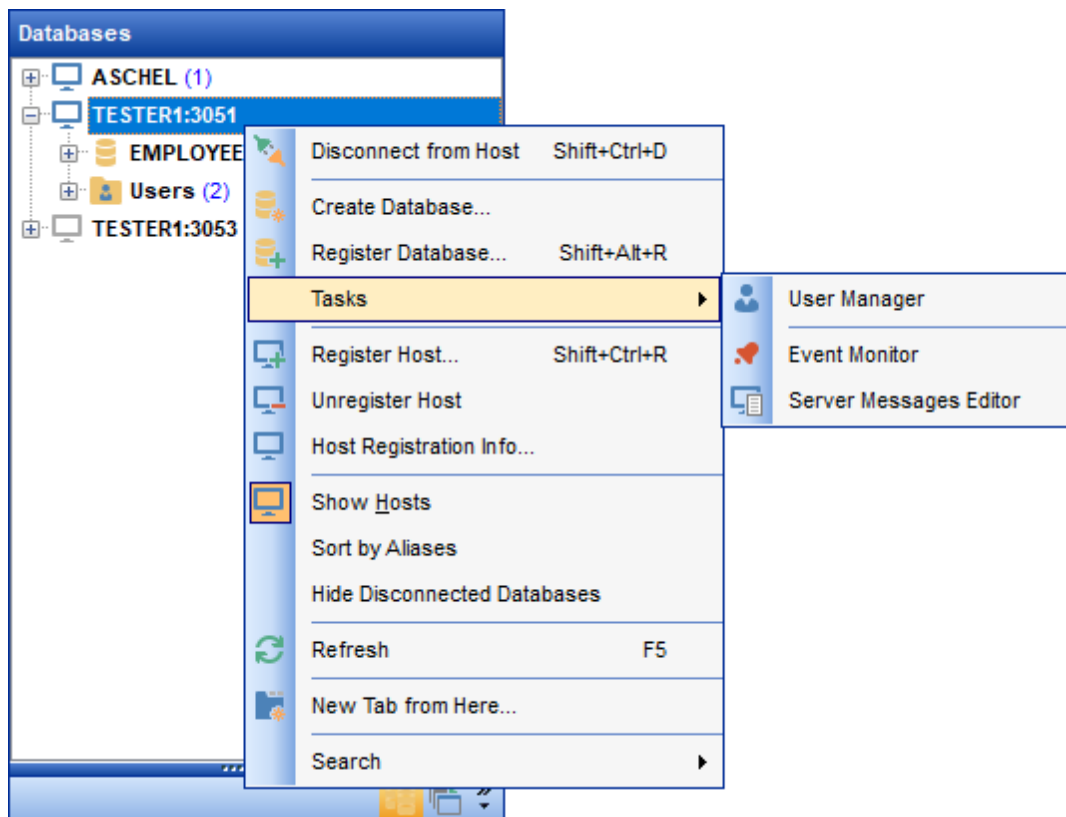 Databases
ASCHEL (1)
TESTER1:3051
EMPLOYEE
Users (2)
TESTER1:3053
Disconnect from Host Shift+Ctrl+D
Create Database...
Register Database... Shift+Alt+R
Tasks
Register Host... Shift+Ctrl+R
Unregister Host
Host Registration Info...
Show Hosts
Sort by Aliases
Hide Disconnected Databases
Refresh F5
New Tab from Here...
Search
User Manager
Event Monitor
Server Messages Editor